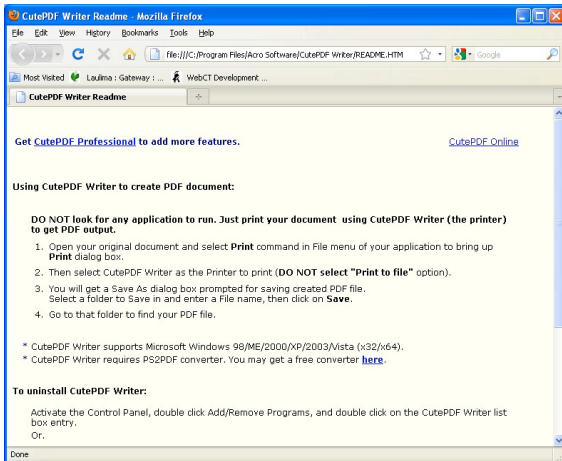 CutePDF Writer Readme - Mozilla Firefox
File Edit View History Bookmarks Tools Help
file:///C:/Program Files/Acro Software/CutePDF Writer/README.HTM Google
Most Visited Laulima : Gateway : ... WebCT Development ...
CutePDF Writer Readme
Get CutePDF Professional to add more features. CutePDF Online
Using CutePDF Writer to create PDF document:
DO NOT look for any application to run. Just print your document using CutePDF Writer (the printer)
to get PDF output.
1. Open your original document and select Print command in File menu of your application to bring up
Print dialog box.
2. Then select CutePDF Writer as the Printer to print (DO NOT select "Print to file" option).
3. You will get a Save As dialog box prompted for saving created PDF file.
Select a folder to Save in and enter a File name, then click on Save.
4. Go to that folder to find your PDF file.
* CutePDF Writer supports Microsoft Windows 98/ME/2000/XP/2003/Vista (x32/x64).
* CutePDF Writer requires PS2PDF converter. You may get a free converter here.
To uninstall CutePDF Writer:
Activate the Control Panel, double click Add/Remove Programs, and double click on the CutePDF Writer list
box entry.
Or.
Done